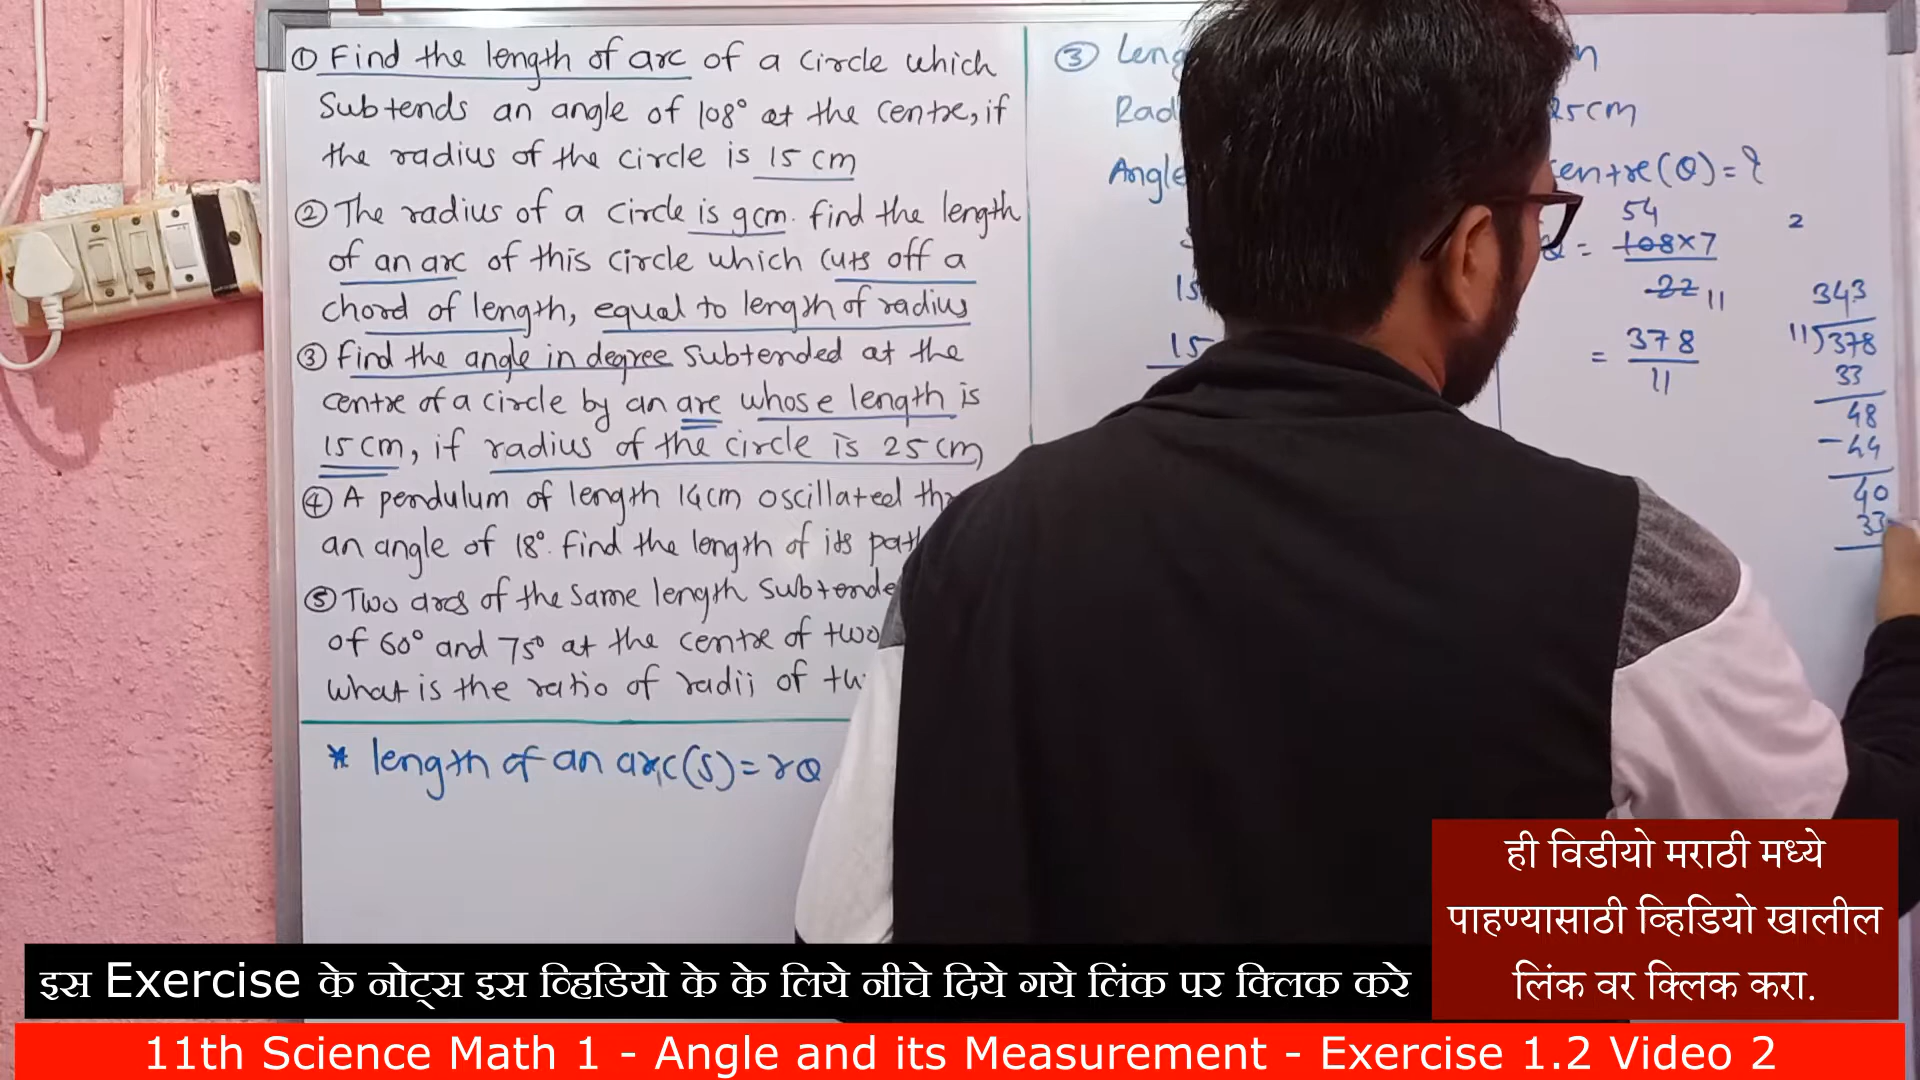 ① Find the length of arc of a circle which
Subtends an angle of 108° at the centre, if
the radius of the circle is 15 cm
② The radius of a circle is 9cm. find the length
of an arc of this circle which cuts off a
chord of length, equal to length of radius
③ Find the angle in degree subtended at the
centre of a circle by an arc whose length is
15 cm, if radius of the circle is 25 cm
④ A pendulum of length 14cm oscillated
an angle of 18°. find the length of its
⑤ Two arcs of the same length Subtende
of 60° and 75° at the centre of two
what is the ratio of radii of
* length of an arc(S)=rθ
③
25cm
Angle
(θ)=?
54
= 108×7
22 11
= 378
11
2
343
11)378
33
48
-44
40
33
ही विडीयो मराठी मध्ये
पाहण्यासाठी व्हिडियो खालील
लिंक वर क्लिक करा.
इस Exercise के नोट्स इस व्हिडियो के के लिये नीचे दिये गये लिंक पर क्लिक करे
11th Science Math 1 - Angle and its Measurement - Exercise 1.2 Video 2